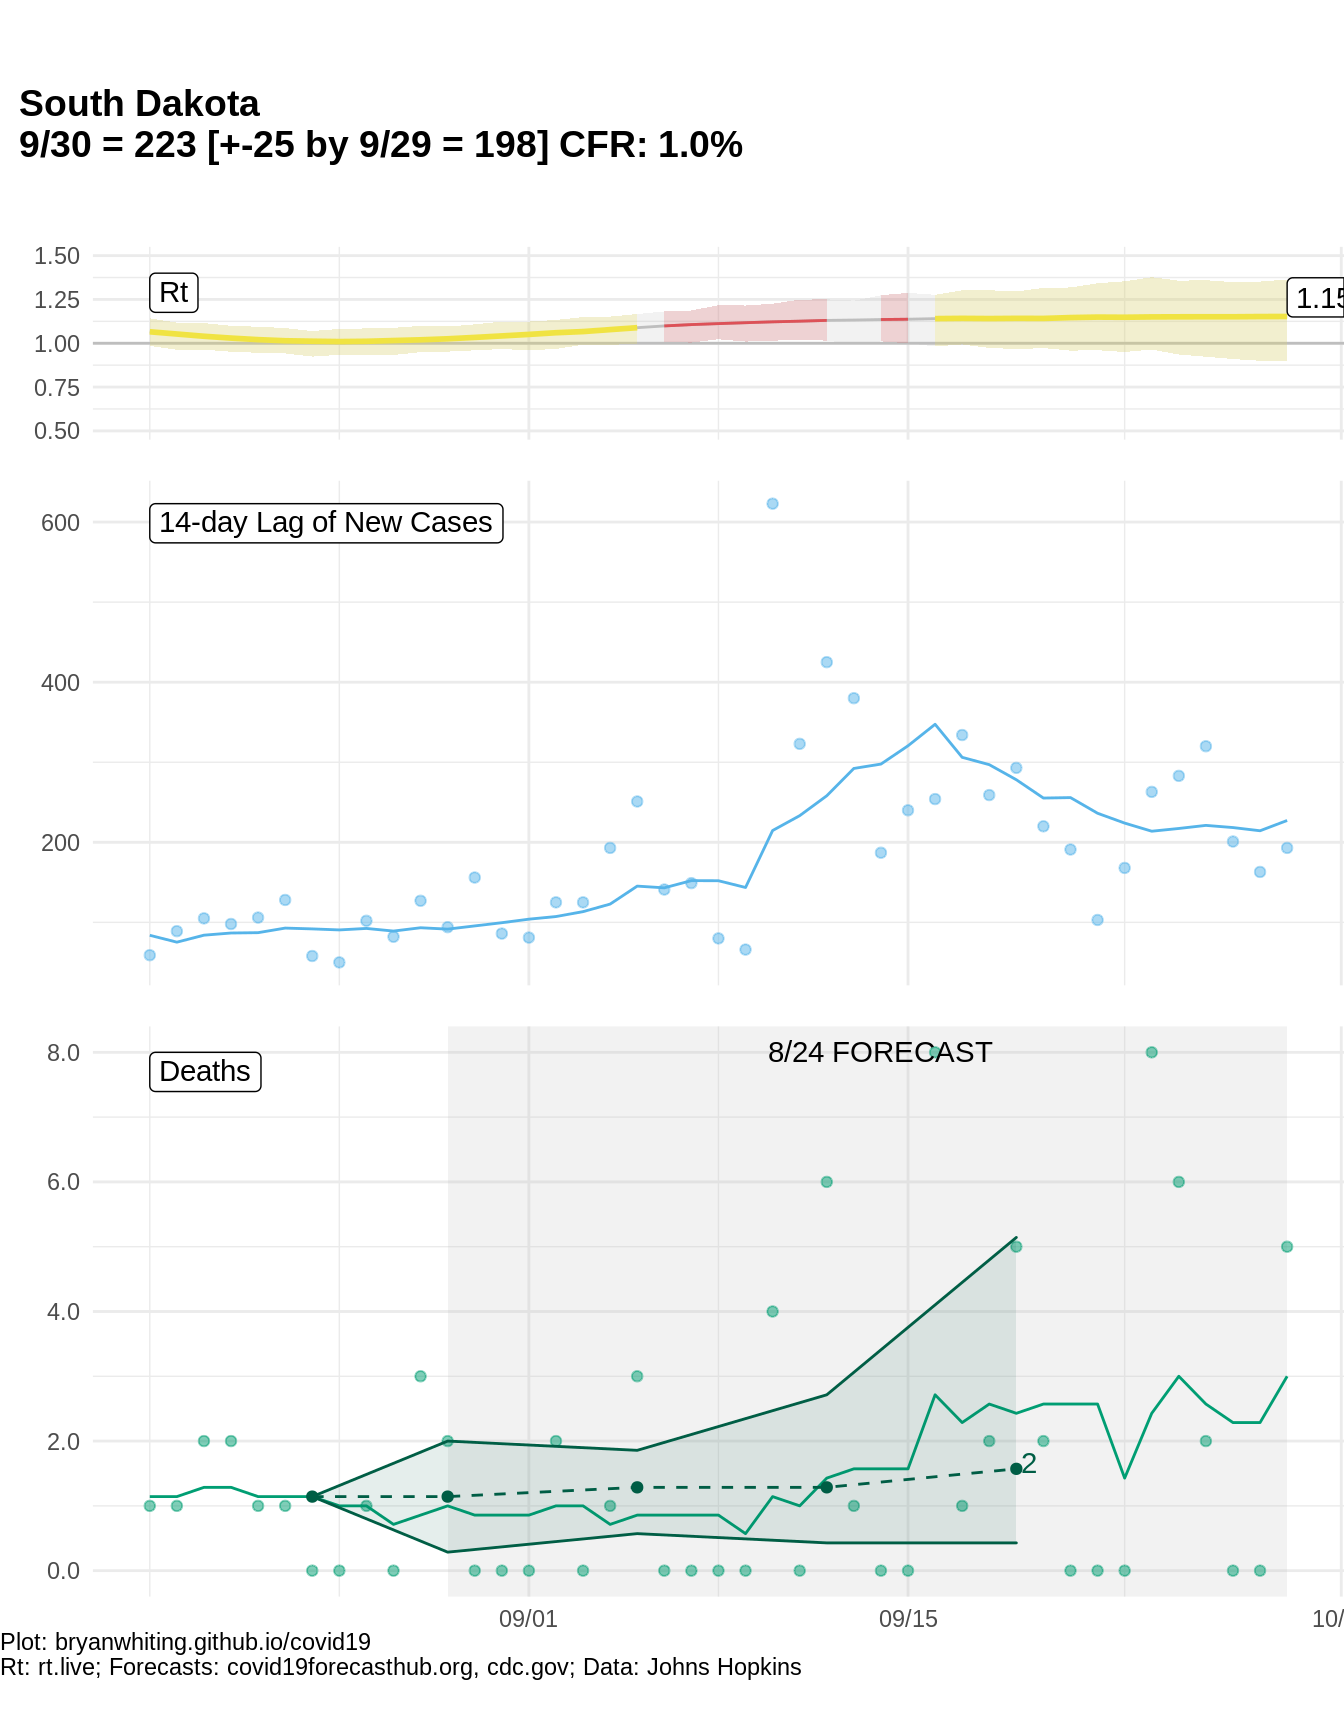 South Dakota
9/30 = 223 [+-25 by 9/29 = 198] CFR: 1.0%
1.50
Rt
1.25
1.15
1.00
0.75
0.50
14-day Lag of New Cases
600
400
200
8.0
Deaths
8/24 FORECAST
6.0
4.0
2.0
2
0.0
09/01
09/15
10/
Plot: bryanwhiting.github.io/covid19
Rt: rt.live; Forecasts: covid19forecasthub.org, cdc.gov; Data: Johns Hopkins